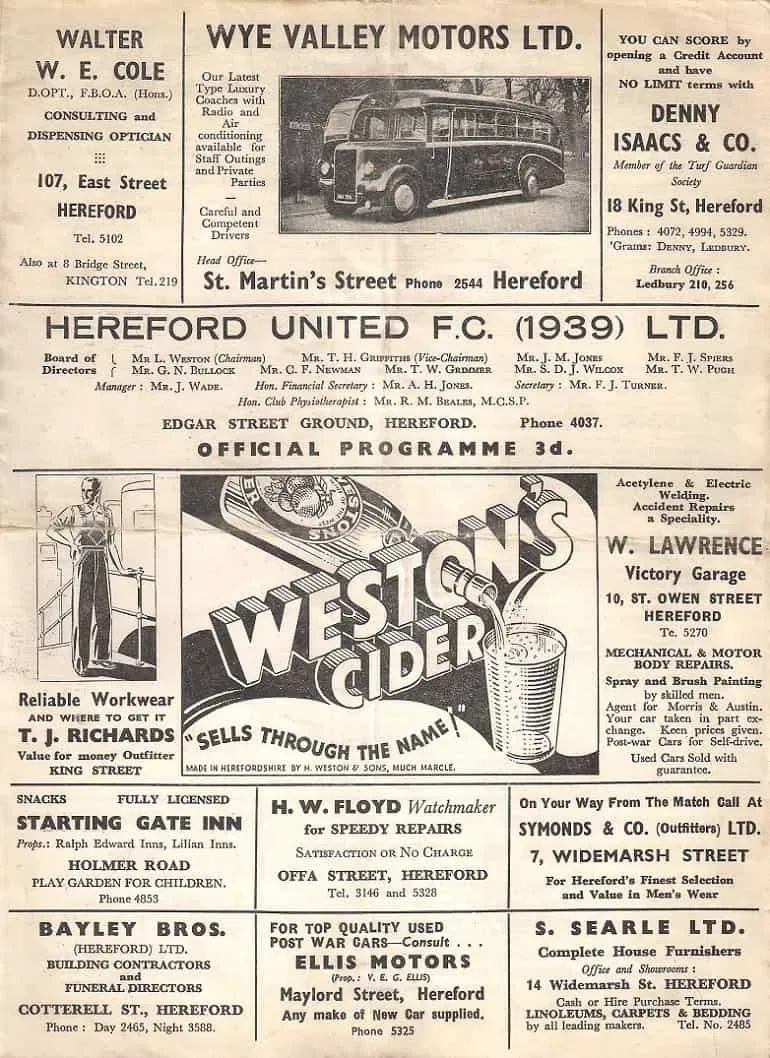 WALTER
W. E. COLE
D.OPT., F.B.O.A. (Hons.)
CONSULTING and
DISPENSING OPTICIAN
107, East Street
HEREFORD
Tel. 5102
Also at 8 Bridge Street,
KINGTON Tel. 219
WYE VALLEY MOTORS LTD.
Our Latest
Type Luxury
Coaches with
Radio and
Air
conditioning
available for
Staff Outings
and Private
Parties
—
Careful and
Competent
Drivers
Head Office—
St. Martin's Street Phone 2544 Hereford
YOU CAN SCORE by
opening a Credit Account
and have
NO LIMIT terms with
DENNY
ISAACS & CO.
Member of the Turf Guardian
Society
18 King St, Hereford
Phones : 4072, 4994, 5329.
'Grams: DENNY, LEDBURY.
Branch Office :
Ledbury 210, 256
HEREFORD UNITED F.C. (1939) LTD.
Board of Directors { MR L. WESTON (Chairman) MR. T. H. GRIFFITHS (Vice-Chairman) MR. J. M. JONES MR. F. J. SPIERS
MR. G. N. BULLOCK MR. C. F. NEWMAN MR. T. W. GRIMMER MR. S. D. J. WILCOX MR. T. W. PUGH
Manager : MR. J. WADE. Hon. Financial Secretary : MR. A. H. JONES. Secretary : MR. F. J. TURNER.
Hon. Club Physiotherapist : MR. R. M. BEALES, M.C.S.P.
EDGAR STREET GROUND, HEREFORD. Phone 4037.
OFFICIAL PROGRAMME 3d.
Reliable Workwear
AND WHERE TO GET IT
T. J. RICHARDS
Value for money Outfitter
KING STREET
WESTONS
WESTON'S
CIDER
"SELLS THROUGH THE NAME!"
MADE IN HEREFORDSHIRE BY H. WESTON & SONS, MUCH MARCLE.
Acetylene & Electric
Welding.
Accident Repairs
a Speciality.
W. LAWRENCE
Victory Garage
10, ST. OWEN STREET
HEREFORD
Te. 5270
MECHANICAL & MOTOR
BODY REPAIRS.
Spray and Brush Painting
by skilled men.
Agent for Morris & Austin.
Your car taken in part ex-
change. Keen prices given.
Post-war Cars for Self-drive.
Used Cars Sold with
guarantee.
SNACKS FULLY LICENSED
STARTING GATE INN
Props.: Ralph Edward Inns, Lilian Inns.
HOLMER ROAD
PLAY GARDEN FOR CHILDREN.
Phone 4853
H. W. FLOYD Watchmaker
for SPEEDY REPAIRS
SATISFACTION OR NO CHARGE
OFFA STREET, HEREFORD
Tel. 3146 and 5328
On Your Way From The Match Call At
SYMONDS & CO. (Outfitters) LTD.
7, WIDEMARSH STREET
For Hereford's Finest Selection
and Value in Men's Wear
BAYLEY BROS.
(HEREFORD) LTD.
BUILDING CONTRACTORS
and
FUNERAL DIRECTORS
COTTERELL ST., HEREFORD
Phone : Day 2465, Night 3588.
FOR TOP QUALITY USED
POST WAR CARS—Consult . . .
ELLIS MOTORS
(Prop. : V. E. G. ELLIS)
Maylord Street, Hereford
Any make of New Car supplied.
Phone 5325
S. SEARLE LTD.
Complete House Furnishers
Office and Showrooms :
14 Widemarsh St. HEREFORD
Cash or Hire Purchase Terms.
LINOLEUMS, CARPETS & BEDDING
by all leading makers. Tel. No. 2485